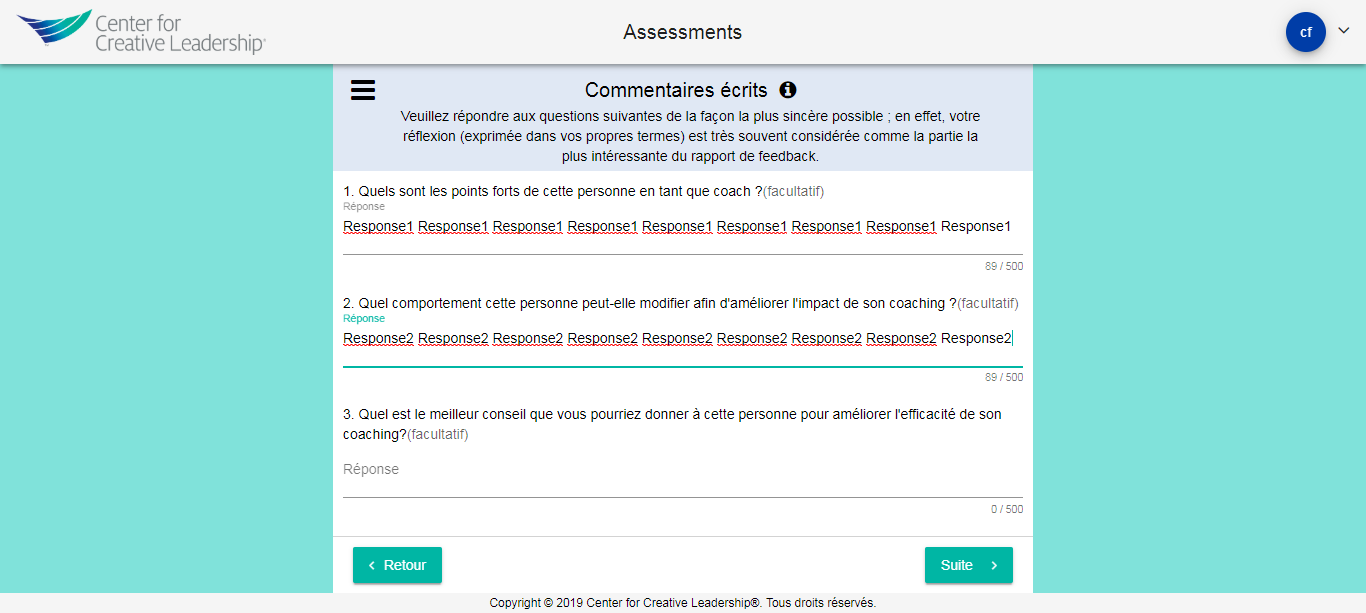 Center for
Creative Leadership®
Assessments
cf
Commentaires écrits
Veuillez répondre aux questions suivantes de la façon la plus sincère possible ; en effet, votre
réflexion (exprimée dans vos propres termes) est très souvent considérée comme la partie la
plus intéressante du rapport de feedback.
1. Quels sont les points forts de cette personne en tant que coach ?(facultatif)
Réponse
Response1 Response1 Response1 Response1 Response1 Response1 Response1 Response1 Response1
89 / 500
2. Quel comportement cette personne peut-elle modifier afin d'améliorer l'impact de son coaching ?(facultatif)
Réponse
Response2 Response2 Response2 Response2 Response2 Response2 Response2 Response2 Response2
89 / 500
3. Quel est le meilleur conseil que vous pourriez donner à cette personne pour améliorer l'efficacité de son
coaching?(facultatif)
Réponse
0 / 500
Retour
Suite
Copyright © 2019 Center for Creative Leadership®. Tous droits réservés.